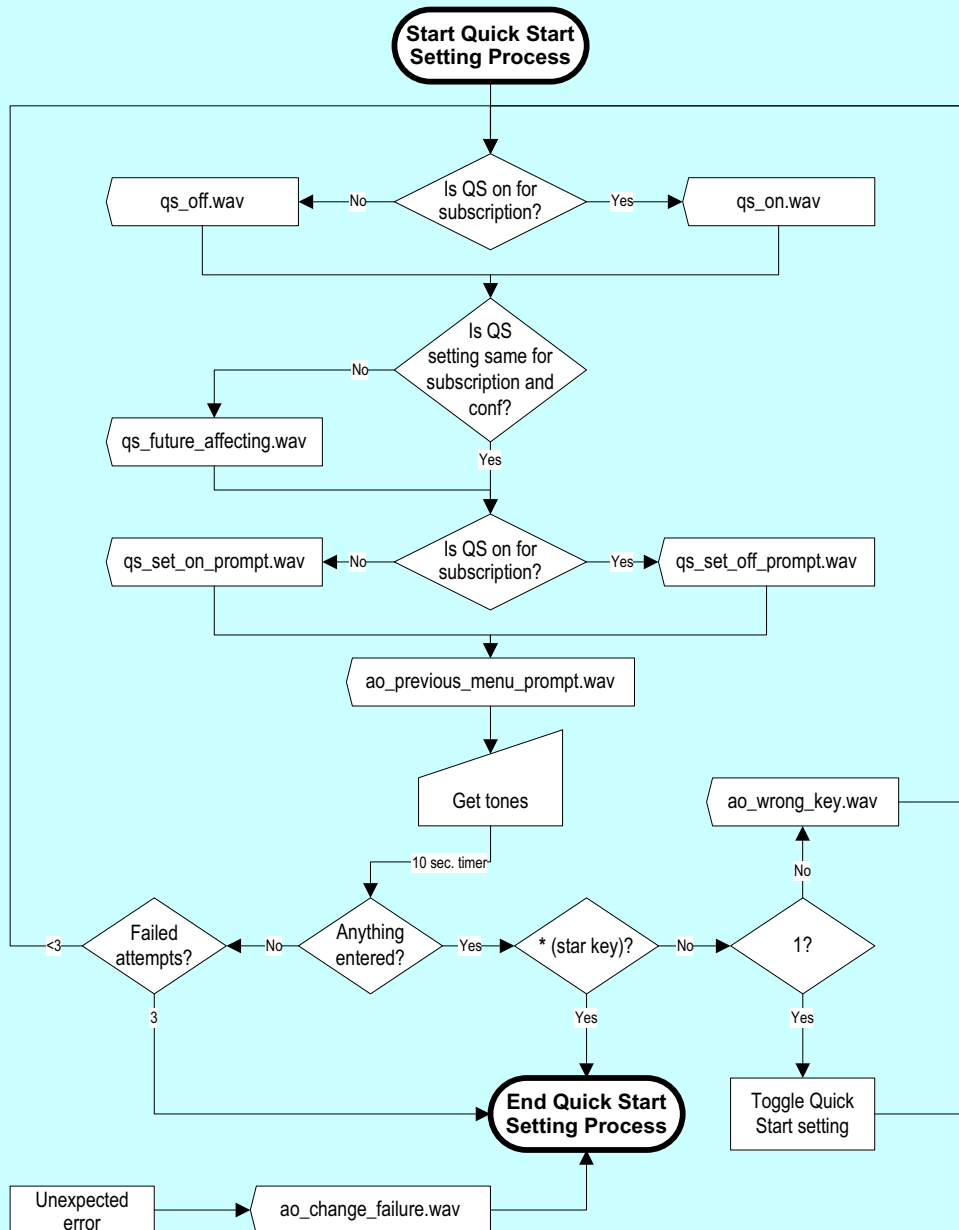 Start Quick Start
Setting Process
Is QS on for
subscription?
No
Yes
qs_off.wav
qs_on.wav
Is QS
setting same for
subscription and
conf?
No
qs_future_affecting.wav
Yes
Is QS on for
subscription?
No
Yes
qs_set_on_prompt.wav
qs_set_off_prompt.wav
ao_previous_menu_prompt.wav
Get tones
ao_wrong_key.wav
10 sec. timer
No
<3
Failed
attempts?
No
Anything
entered?
Yes
* (star key)?
No
1?
3
Yes
Yes
End Quick Start
Setting Process
Toggle Quick
Start setting
Unexpected
error
ao_change_failure.wav